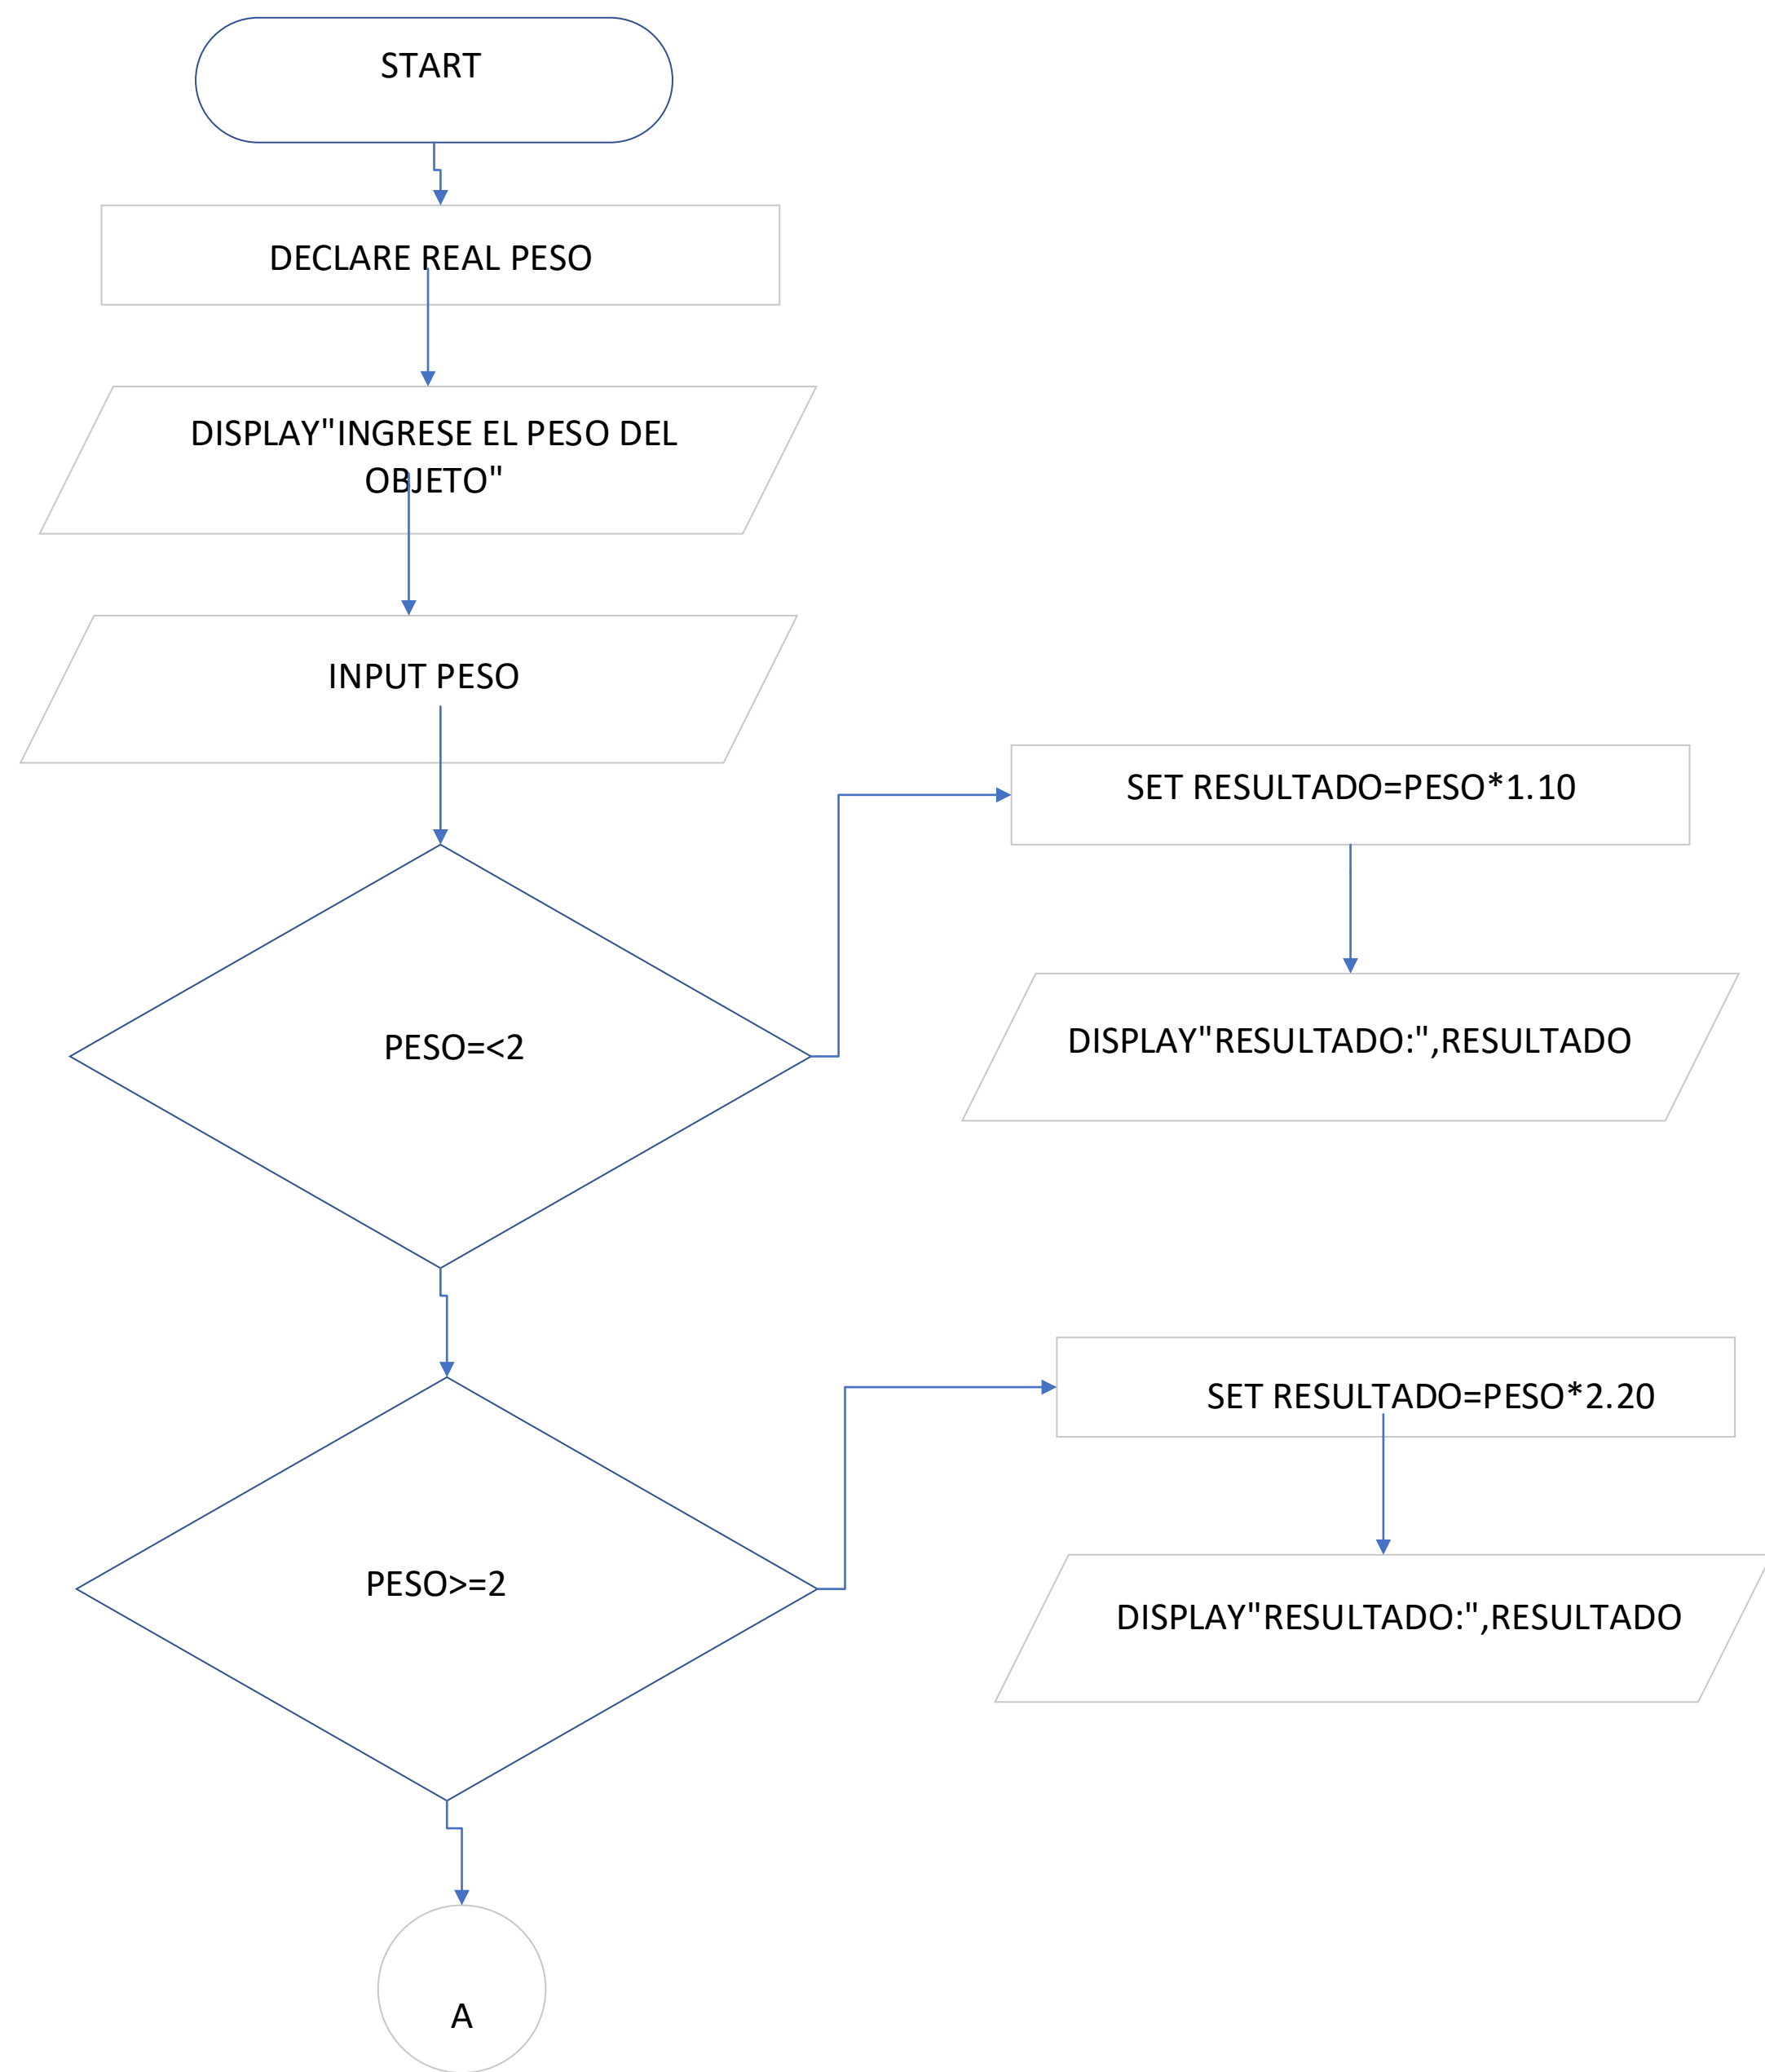 START
DECLARE REAL PESO
DISPLAY"INGRESE EL PESO DEL
OBJETO"
INPUT PESO
SET RESULTADO=PESO*1.10
DISPLAY"RESULTADO:",RESULTADO
PESO=<2
SET RESULTADO=PESO*2.20
DISPLAY"RESULTADO:",RESULTADO
PESO>=2
A